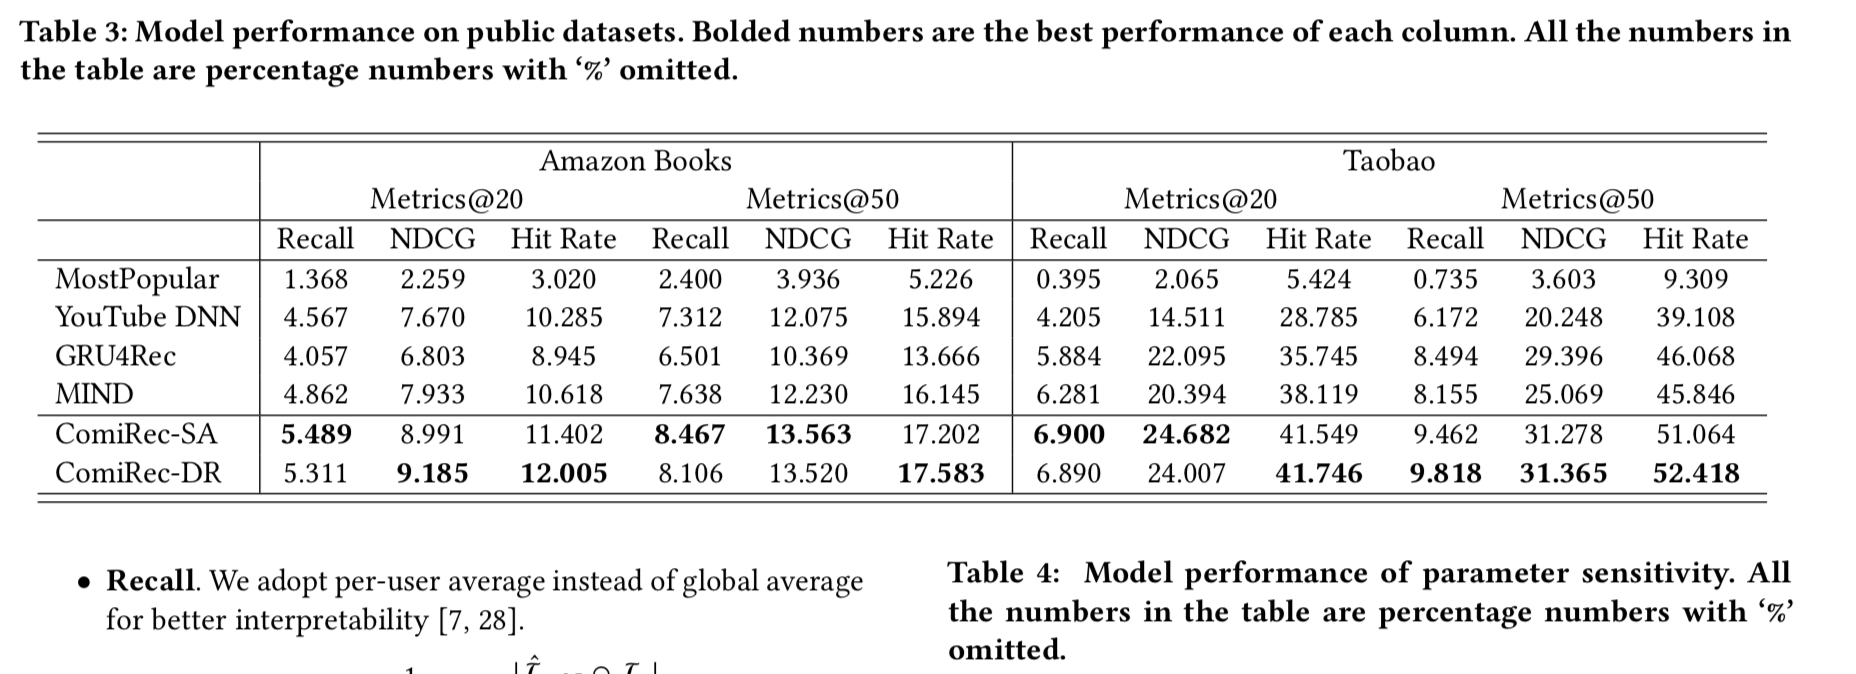 Table 3: Model performance on public datasets. Bolded numbers are the best performance of each column. All the numbers in
the table are percentage numbers with ‘%’ omitted.
Amazon Books Taobao
Metrics@20 Metrics@50 Metrics@20 Metrics@50
Recall NDCG Hit Rate Recall NDCG Hit Rate Recall NDCG Hit Rate Recall NDCG Hit Rate
MostPopular 1.368 2.259 3.020 2.400 3.936 5.226 0.395 2.065 5.424 0.735 3.603 9.309
YouTube DNN 4.567 7.670 10.285 7.312 12.075 15.894 4.205 14.511 28.785 6.172 20.248 39.108
GRU4Rec 4.057 6.803 8.945 6.501 10.369 13.666 5.884 22.095 35.745 8.494 29.396 46.068
MIND 4.862 7.933 10.618 7.638 12.230 16.145 6.281 20.394 38.119 8.155 25.069 45.846
ComiRec-SA 5.489 8.991 11.402 8.467 13.563 17.202 6.900 24.682 41.549 9.462 31.278 51.064
ComiRec-DR 5.311 9.185 12.005 8.106 13.520 17.583 6.890 24.007 41.746 9.818 31.365 52.418
• Recall. We adopt per-user average instead of global average
for better interpretability [7, 28].
Table 4: Model performance of parameter sensitivity. All
the numbers in the table are percentage numbers with ‘%’
omitted.